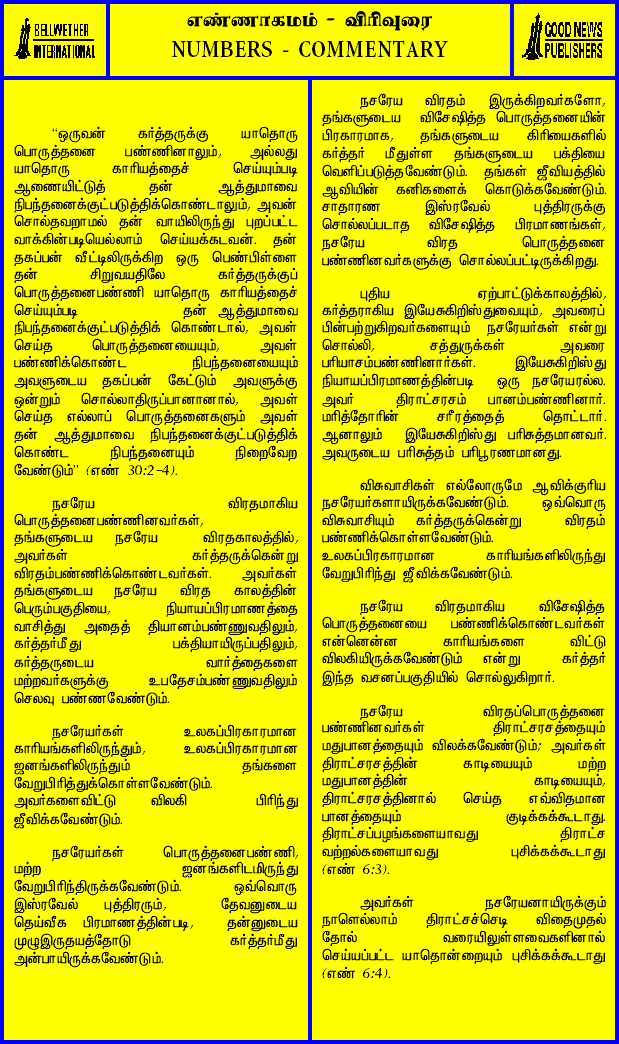 BELLWETHER
INTERNATIONAL
எண்ணாகமம் - விரிவுரை
NUMBERS - COMMENTARY
GOOD NEWS
PUBLISHERS
“ஒருவன் கர்த்தருக்கு யாதொரு
பொருத்தனை பண்ணினாலும், அல்லது
யாதொரு காரியத்தைச் செய்யும்படி
ஆணையிட்டுத் தன் ஆத்துமாவை
நிபந்தனைக்குட்படுத்திக்கொண்டாலும், அவன்
சொல்தவறாமல் தன் வாயிலிருந்து புறப்பட்ட
வாக்கின்படியெல்லாம் செய்யக்கடவன். தன்
தகப்பன் வீட்டிலிருக்கிற ஒரு பெண்பிள்ளை
தன் சிறுவயதிலே கர்த்தருக்குப்
பொருத்தனைபண்ணி யாதொரு காரியத்தைச்
செய்யும்படி தன் ஆத்துமாவை
நிபந்தனைக்குட்படுத்திக் கொண்டால், அவள்
செய்த பொருத்தனையையும், அவள்
பண்ணிக்கொண்ட நிபந்தனையையும்
அவளுடைய தகப்பன் கேட்டும் அவளுக்கு
ஒன்றும் சொல்லாதிருப்பானானால், அவள்
செய்த எல்லாப் பொருத்தனைகளும் அவள்
தன் ஆத்துமாவை நிபந்தனைக்குட்படுத்திக்
கொண்ட நிபந்தனையும் நிறைவேற
வேண்டும்” (எண் 30:2-4).
நசரேய விரதமாகிய
பொருத்தனைபண்ணினவர்கள்,
தங்களுடைய நசரேய விரதகாலத்தில்,
அவர்கள் கர்த்தருக்கென்று
விரதம்பண்ணிக்கொண்டவர்கள். அவர்கள்
தங்களுடைய நசரேய விரத காலத்தின்
பெரும்பகுதியை, நியாயப்பிரமாணத்தை
வாசித்து அதைத் தியானம்பண்ணுவதிலும்,
கர்த்தர்மீது பக்தியாயிருப்பதிலும்,
கர்த்தருடைய வார்த்தைகளை
மற்றவர்களுக்கு உபதேசம்பண்ணுவதிலும்
செலவு பண்ணவேண்டும்.
நசரேயர்கள் உலகப்பிரகாரமான
காரியங்களிலிருந்தும், உலகப்பிரகாரமான
ஜனங்களிலிருந்தும் தங்களை
வேறுபிரித்துக்கொள்ளவேண்டும்.
அவர்களைவிட்டு விலகி பிரிந்து
ஜீவிக்கவேண்டும்.
நசரேயர்கள் பொருத்தனைபண்ணி,
மற்ற ஜனங்களிடமிருந்து
வேறுபிரிந்திருக்கவேண்டும். ஒவ்வொரு
இஸ்ரவேல் புத்திரரும், தேவனுடைய
தெய்வீக பிரமாணத்தின்படி, தன்னுடைய
முழுஇருதயத்தோடு கர்த்தர்மீது
அன்பாயிருக்கவேண்டும்.
நசரேய விரதம் இருக்கிறவர்களோ,
தங்களுடைய விசேஷித்த பொருத்தனையின்
பிரகாரமாக, தங்களுடைய கிரியைகளில்
கர்த்தர் மீதுள்ள தங்களுடைய பக்தியை
வெளிப்படுத்தவேண்டும். தங்கள் ஜீவியத்தில்
ஆவியின் கனிகளைக் கொடுக்கவேண்டும்.
சாதாரண இஸ்ரவேல் புத்திரருக்கு
சொல்லப்படாத விசேஷித்த பிரமாணங்கள்,
நசரேய விரத பொருத்தனை
பண்ணினவர்களுக்கு சொல்லப்பட்டிருக்கிறது.
புதிய ஏற்பாட்டுக்காலத்தில்,
கர்த்தராகிய இயேசுகிறிஸ்துவையும், அவரைப்
பின்பற்றுகிறவர்களையும் நசரேயர்கள் என்று
சொல்லி, சத்துருக்கள் அவரை
பரியாசம்பண்ணினார்கள். இயேசுகிறிஸ்து
நியாயப்பிரமாணத்தின்படி ஒரு நசரேயரல்ல.
அவர் திராட்சரசம் பானம்பண்ணினார்.
மரித்தோரின் சரீரத்தைத் தொட்டார்.
ஆனாலும் இயேசுகிறிஸ்து பரிசுத்தமானவர்.
அவருடைய பரிசுத்தம் பரிபூரணமானது.
விசுவாசிகள் எல்லோருமே ஆவிக்குரிய
நசரேயர்களாயிருக்கவேண்டும். ஒவ்வொரு
விசுவாசியும் கர்த்தருக்கென்று விரதம்
பண்ணிக்கொள்ளவேண்டும்.
உலகப்பிரகாரமான காரியங்களிலிருந்து
வேறுபிரிந்து ஜீவிக்கவேண்டும்.
நசரேய விரதமாகிய விசேஷித்த
பொருத்தனையை பண்ணிக்கொண்டவர்கள்
என்னென்ன காரியங்களை விட்டு
விலகியிருக்கவேண்டும் என்று கர்த்தர்
இந்த வசனப்பகுதியில் சொல்லுகிறார்.
நசரேய விரதப்பொருத்தனை
பண்ணினவர்கள் திராட்சரசத்தையும்
மதுபானத்தையும் விலக்கவேண்டும்; அவர்கள்
திராட்சரசத்தின் காடியையும் மற்ற
மதுபானத்தின் காடியையும்,
திராட்சரசத்தினால் செய்த எவ்விதமான
பானத்தையும் குடிக்கக்கூடாது.
திராட்சப்பழங்களையாவது திராட்ச
வற்றல்களையாவது புசிக்கக்கூடாது
(எண் 6:3).
அவர்கள் நசரேயனாயிருக்கும்
நாளெல்லாம் திராட்சச்செடி விதைமுதல்
தோல் வரையிலுள்ளவைகளினால்
செய்யப்பட்ட யாதொன்றையும் புசிக்கக்கூடாது
(எண் 6:4).